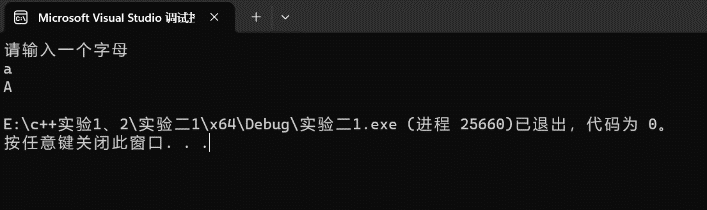 Microsoft Visual Studio 调试控
请输入一个字母
a
A
E:\c++实验1、2\实验二1\x64\Debug\实验二1.exe (进程 25660)已退出，代码为 0。
按任意键关闭此窗口. . .